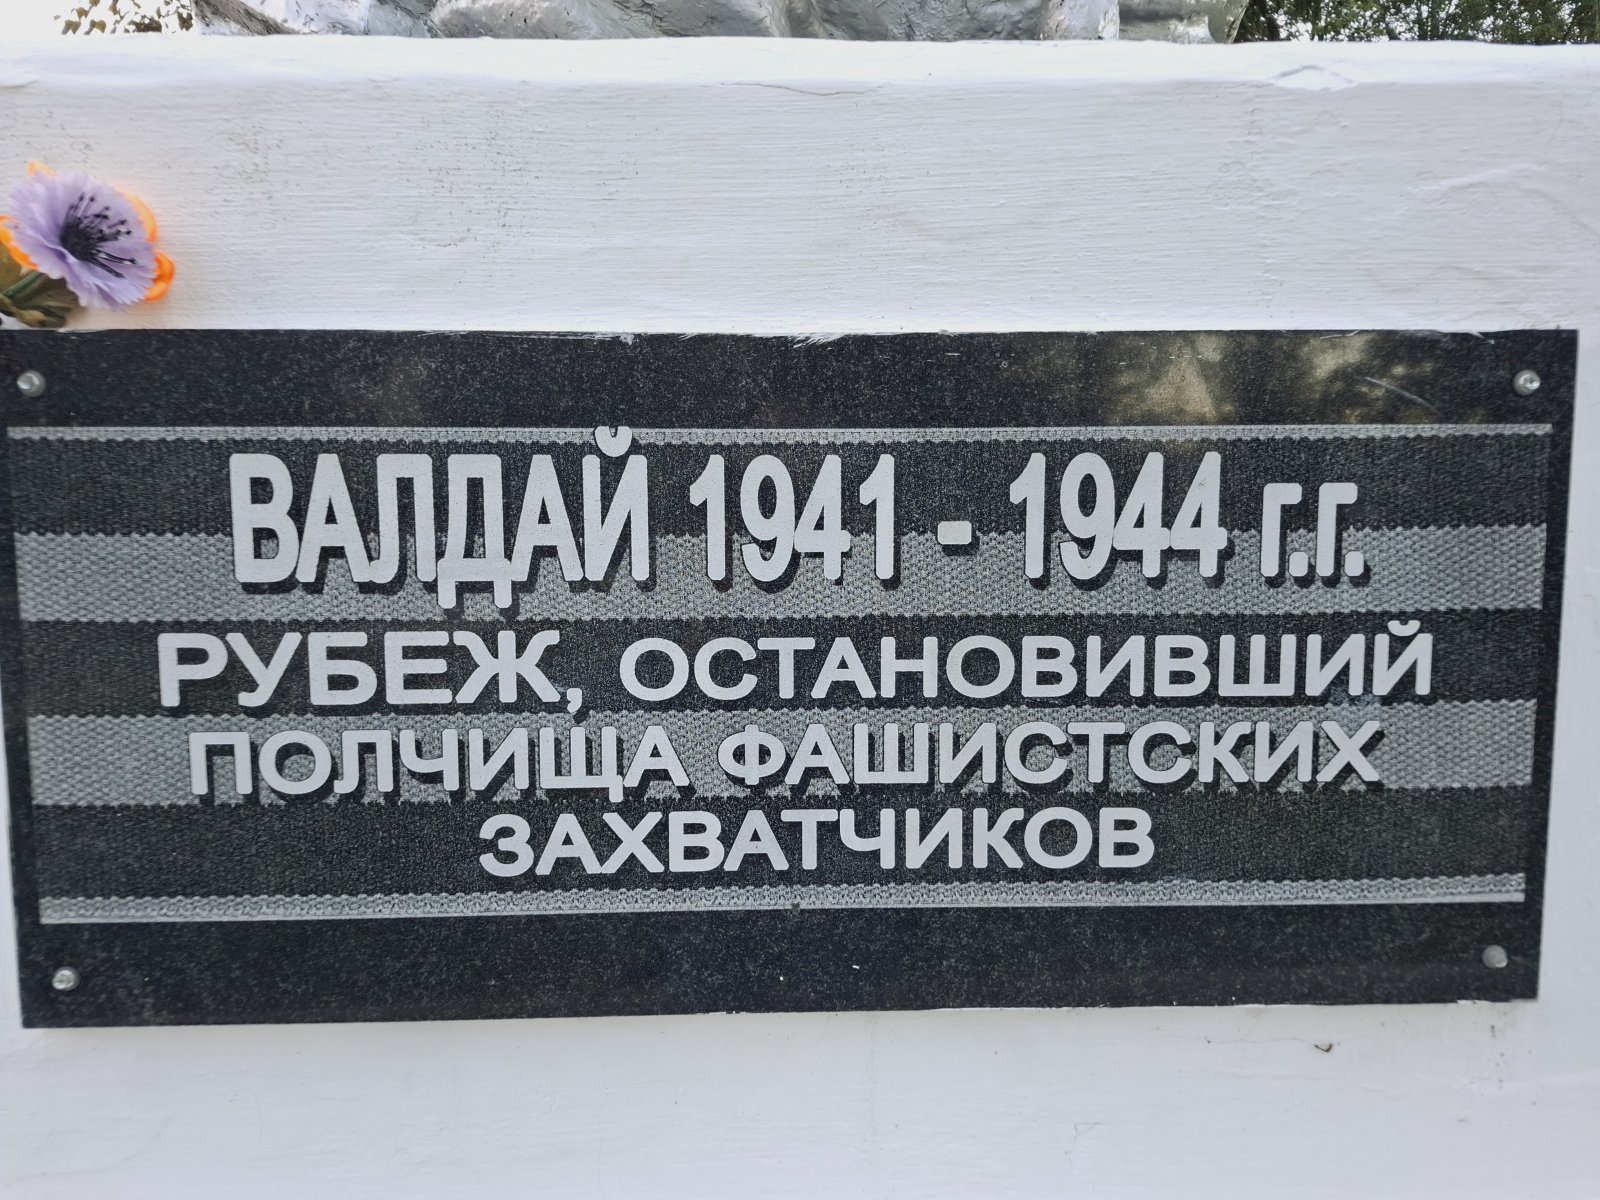 ВАЛДАЙ 1941 - 1944 г.г.
РУБЕЖ, ОСТАНОВИВШИЙ
ПОЛЧИЩА ФАШИСТСКИХ
ЗАХВАТЧИКОВ